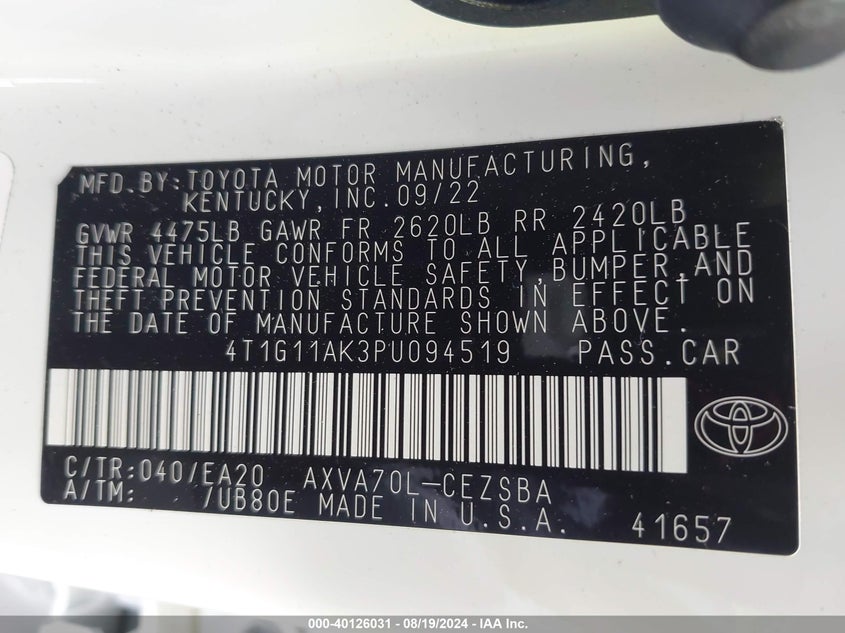 MFD. BY: TOYOTA MOTOR MANUFACTURING,
KENTUCKY, INC. 09/22
GVWR 4475LB GAWR FR 2620LB RR 2420LB
THIS VEHICLE CONFORMS TO ALL APPLICABLE
FEDERAL MOTOR VEHICLE SAFETY, BUMPER, AND
THEFT PREVENTION STANDARDS IN EFFECT ON
THE DATE OF MANUFACTURE SHOWN ABOVE.
4T1G11AK3PU094519 PASS. CAR
C/TR: 040/EA20 AXVA70L-CEZSBA
A/TM: /UB80E MADE IN U.S.A. 41657
000-40126031 - 08/19/2024 - IAA Inc.